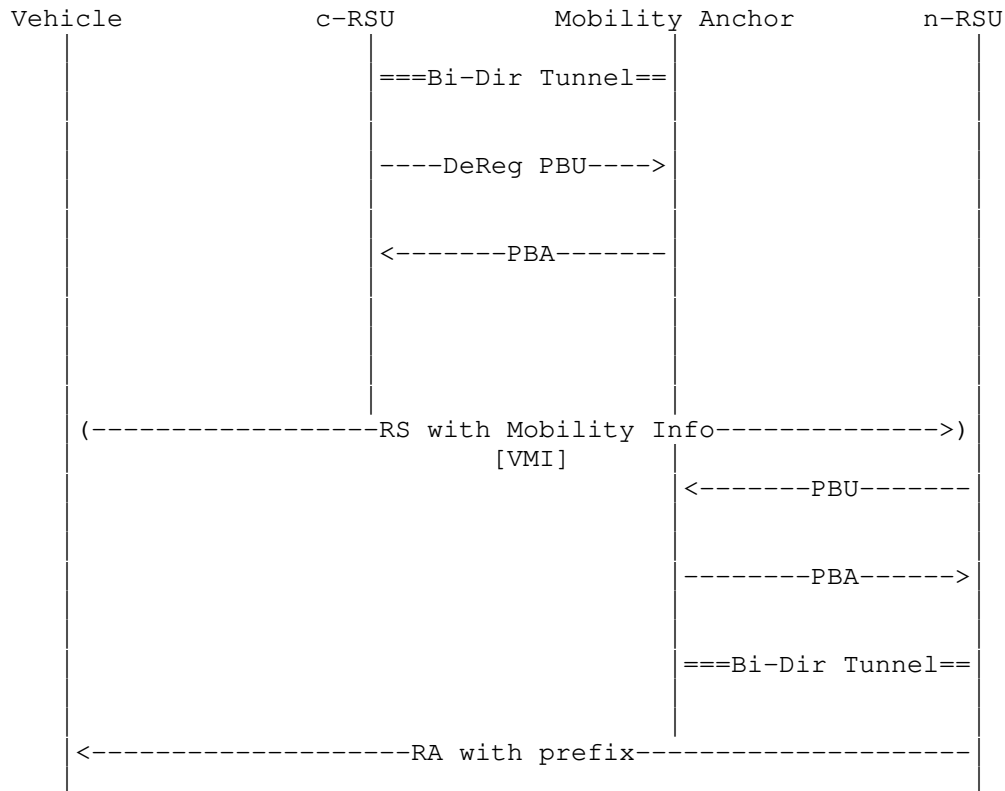 Vehicle c-RSU Mobility Anchor n-RSU
===Bi-Dir Tunnel==
----DeReg PBU---->
<-------PBA-------
(------------------RS with Mobility Info-------------->)
[VMI]
<-------PBU-------
--------PBA------>
===Bi-Dir Tunnel==
<--------------------RA with prefix---------------------